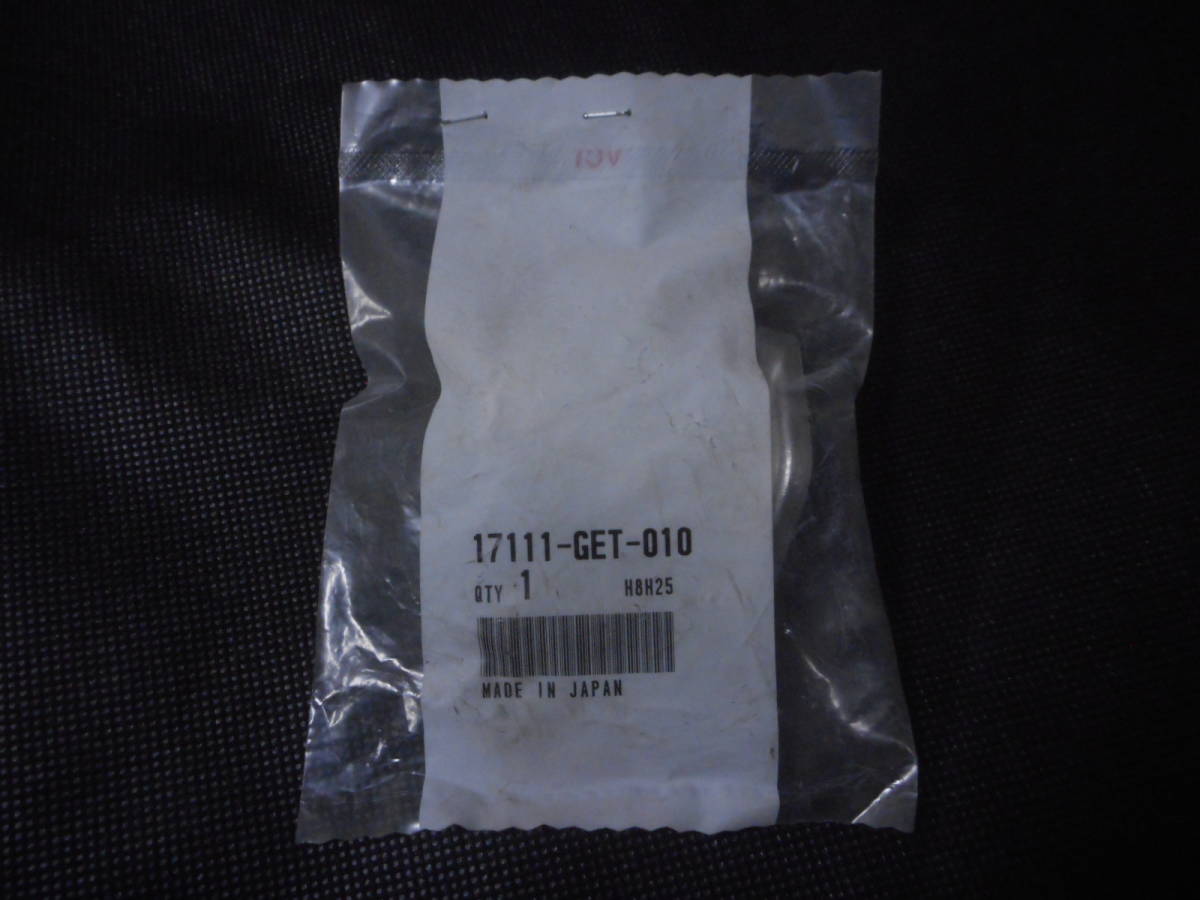 17111-GET-010
QTY 1 H8H25
MADE IN JAPAN